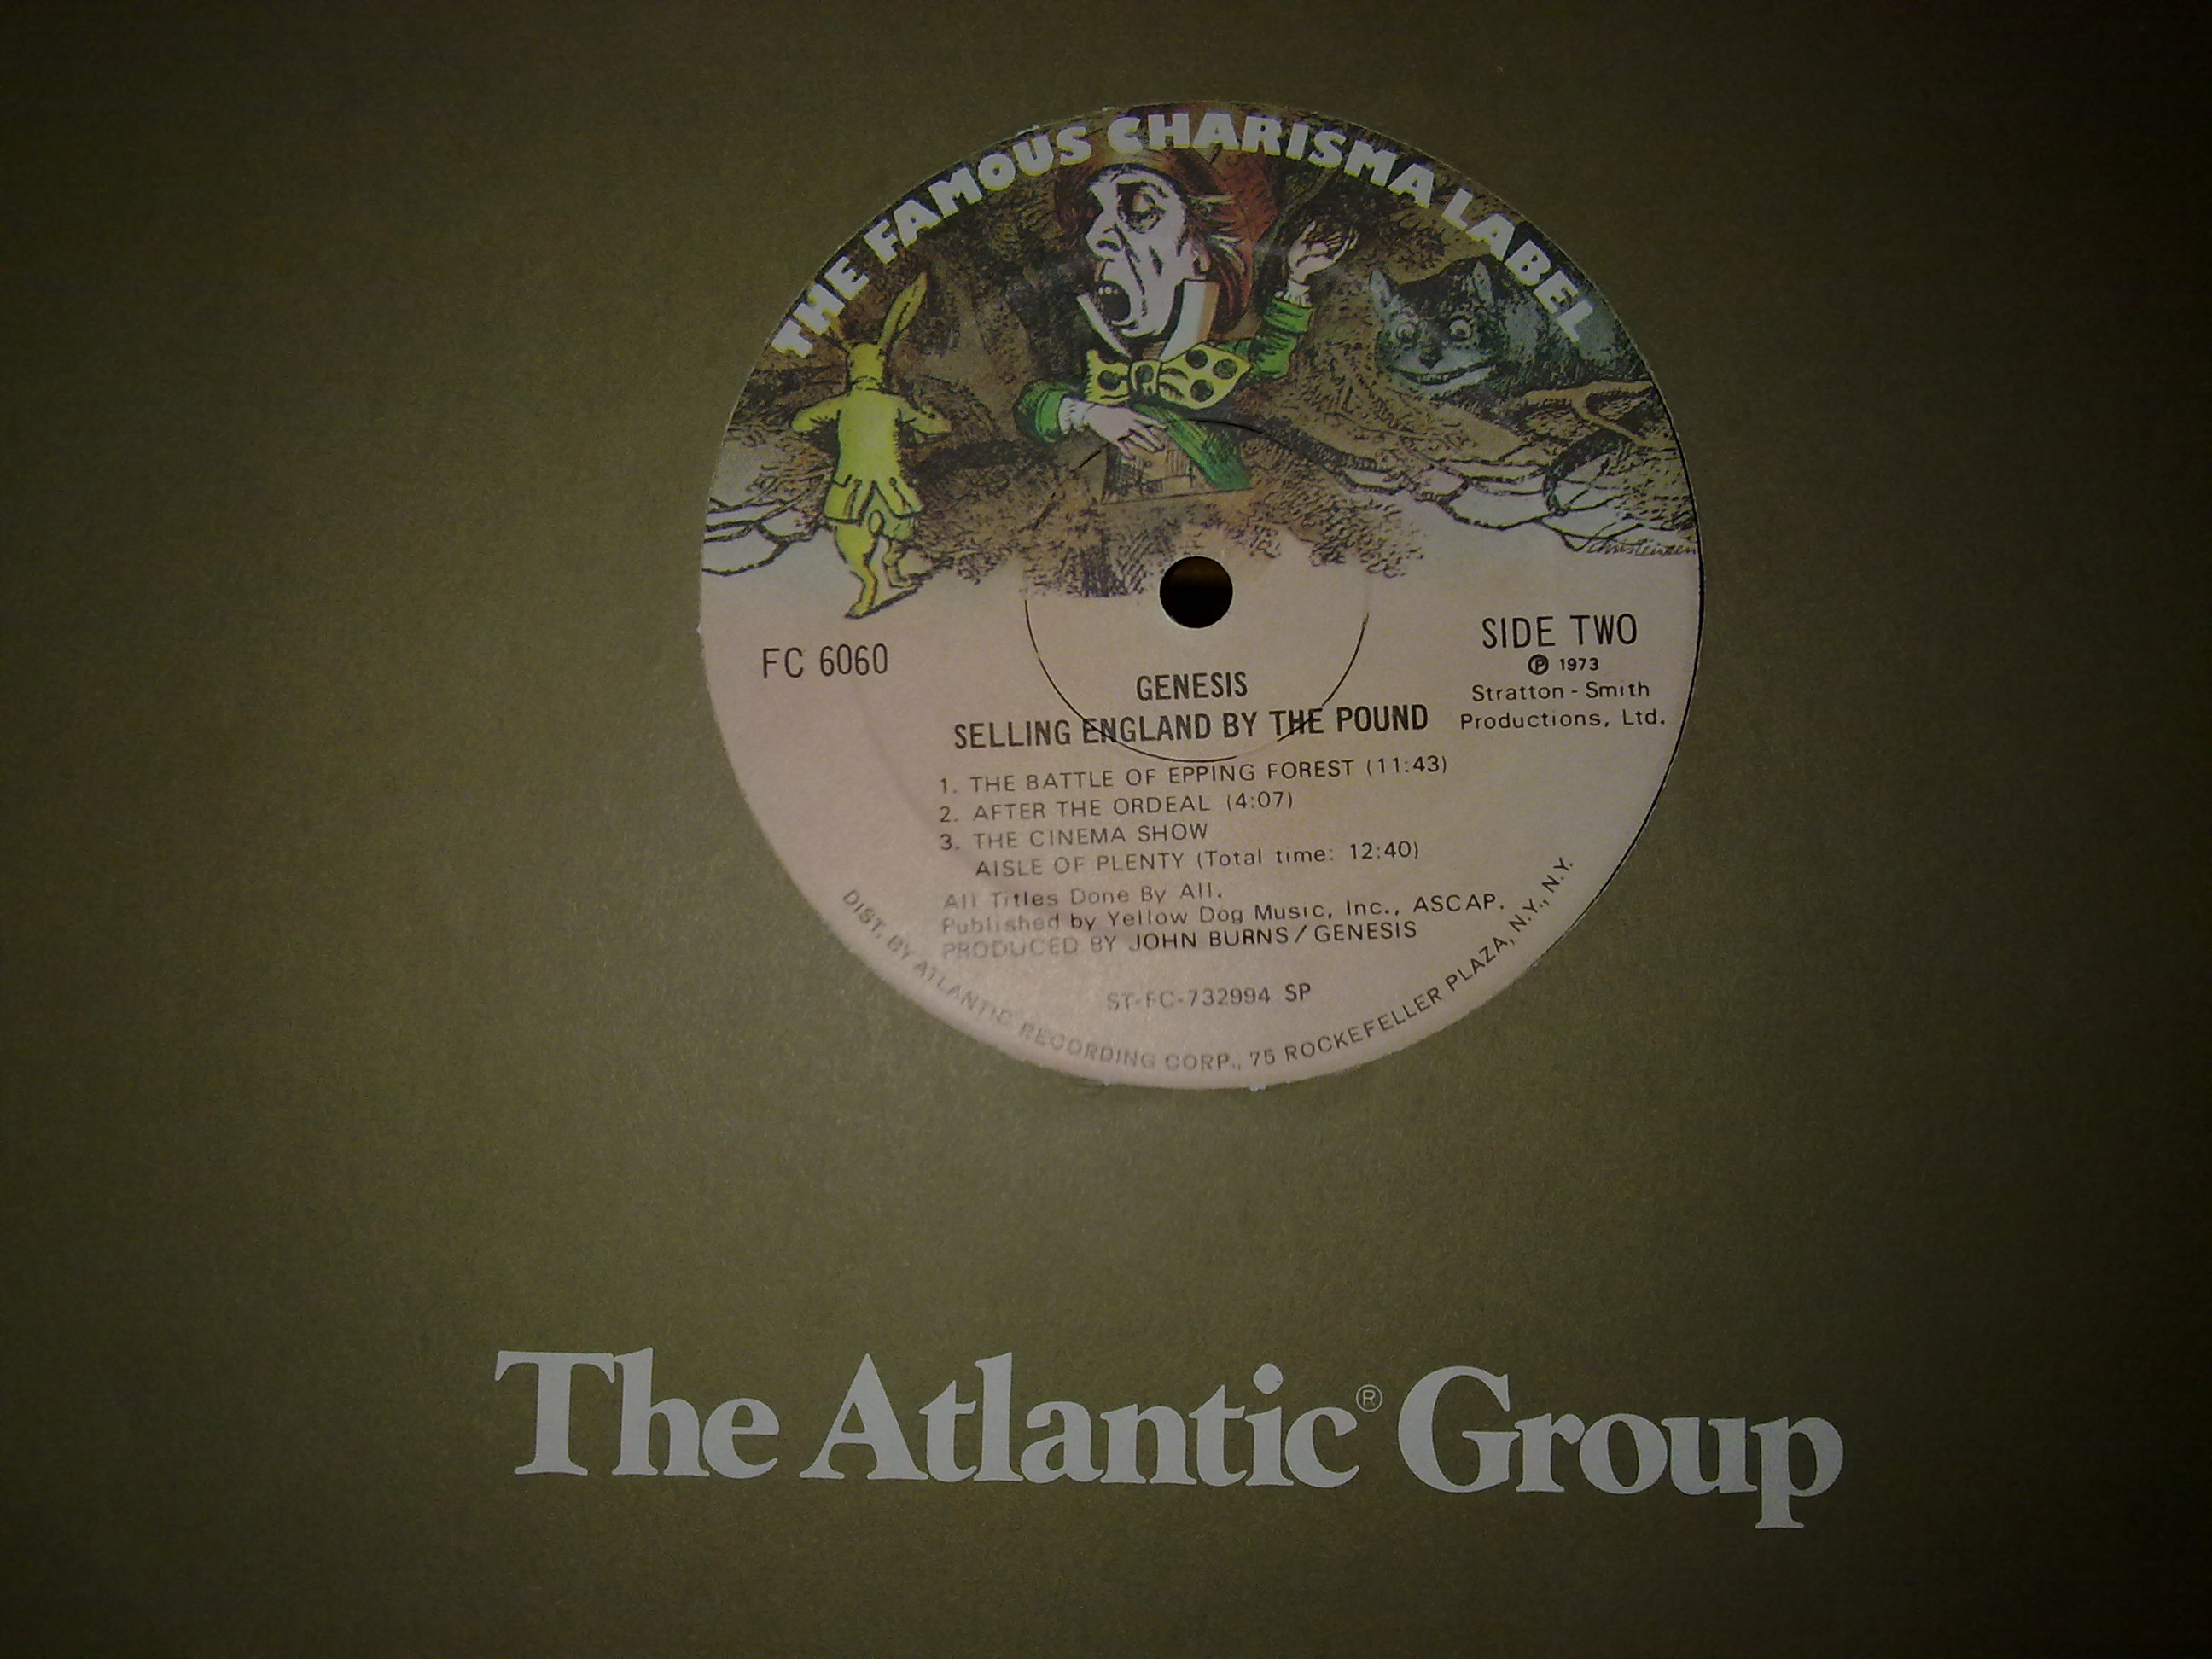 THE FAMOUS CHARISMA LABEL
Christensen
FC 6060
SIDE TWO
℗ 1973
Stratton - Smith
Productions, Ltd.
GENESIS
SELLING ENGLAND BY THE POUND
1. THE BATTLE OF EPPING FOREST (11:43)
2. AFTER THE ORDEAL (4:07)
3. THE CINEMA SHOW
AISLE OF PLENTY (Total time: 12:40)
All Titles Done By All.
Published by Yellow Dog Music, Inc., ASCAP.
PRODUCED BY JOHN BURNS/GENESIS
ST-FC-732994 SP
DIST. BY ATLANTIC RECORDING CORP., 75 ROCKEFELLER PLAZA, N.Y., N.Y.
The Atlantic® Group